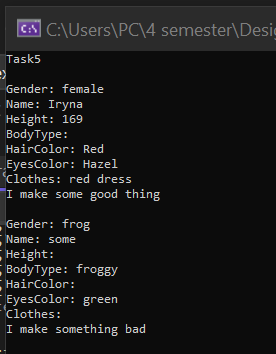 C:\Users\PC\4 semester\Desig
Task5
Gender: female
Name: Iryna
Height: 169
BodyType:
HairColor: Red
EyesColor: Hazel
Clothes: red dress
I make some good thing
Gender: frog
Name: some
Height:
BodyType: froggy
HairColor:
EyesColor: green
Clothes:
I make something bad